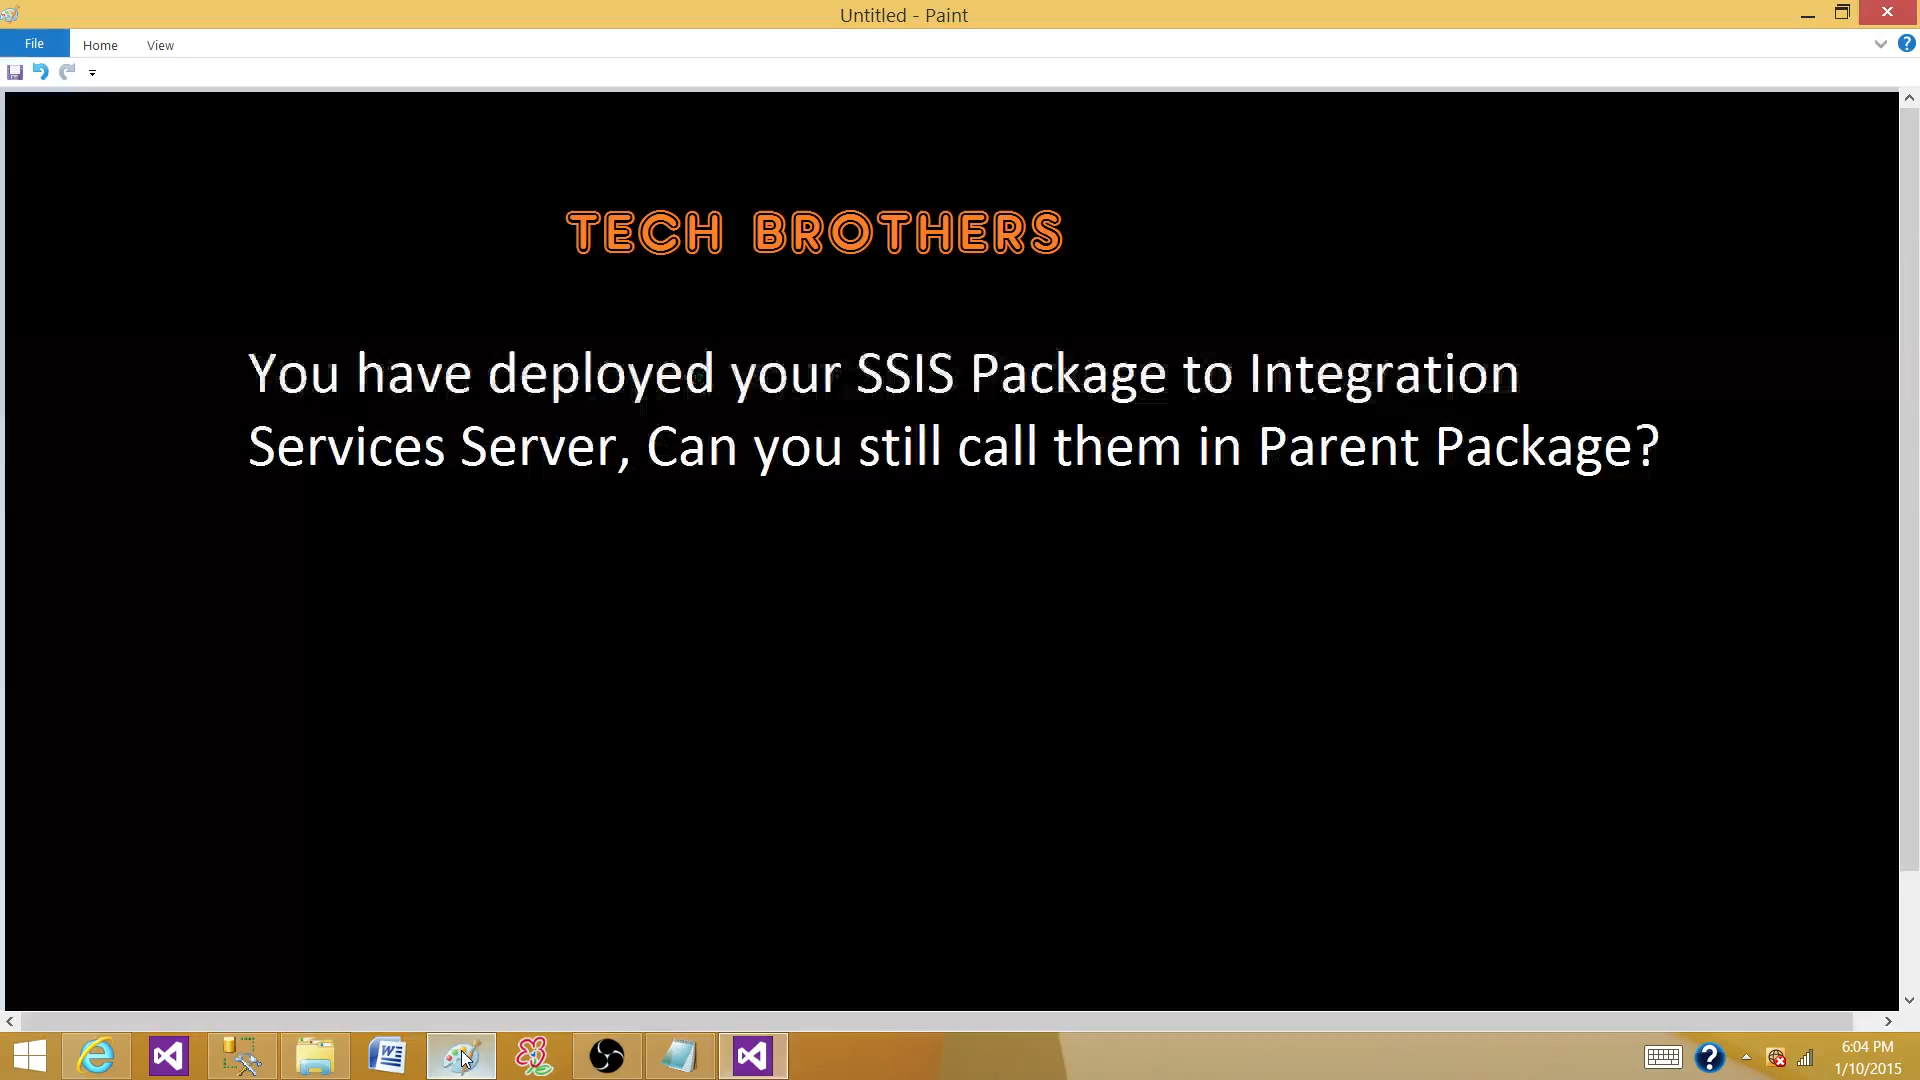 Untitled - Paint
File
Home
View
TECH BROTHERS
You have deployed your SSIS Package to Integration
Services Server, Can you still call them in Parent Package?
6:04 PM
1/10/2015